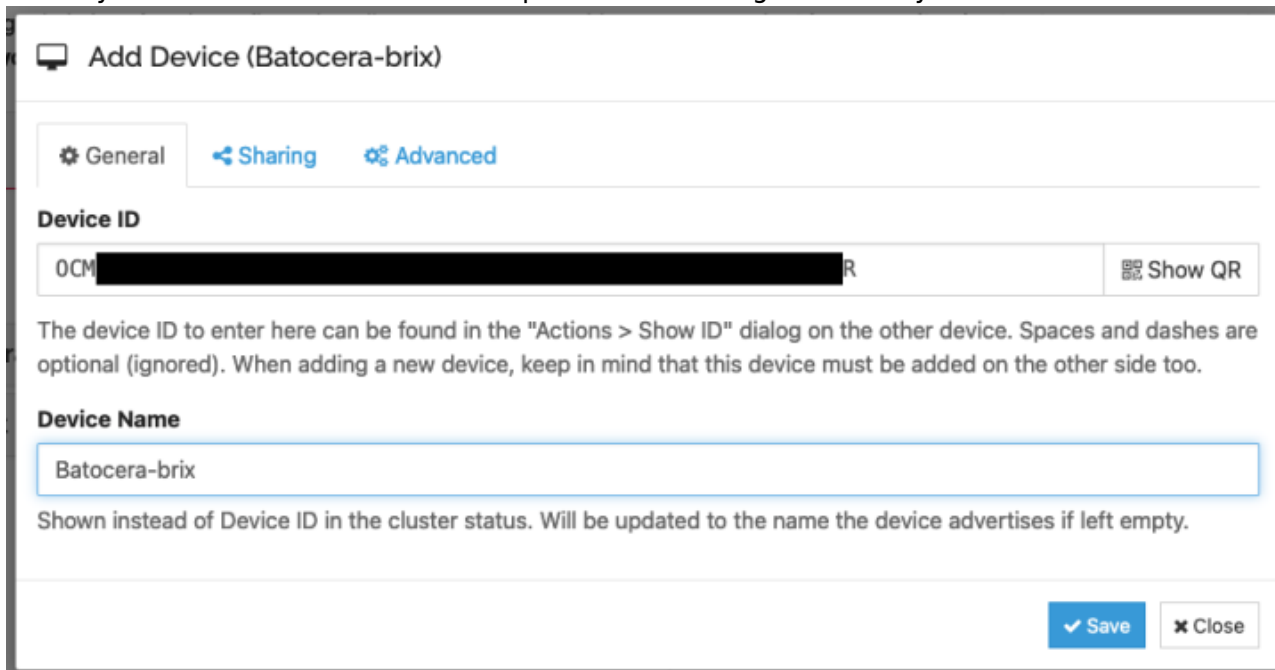 Add Device (Batocera-brix)
General Sharing Advanced
Device ID
OCM R Show QR
The device ID to enter here can be found in the "Actions > Show ID" dialog on the other device. Spaces and dashes are
optional (ignored). When adding a new device, keep in mind that this device must be added on the other side too.
Device Name
Batocera-brix
Shown instead of Device ID in the cluster status. Will be updated to the name the device advertises if left empty.
Save Close